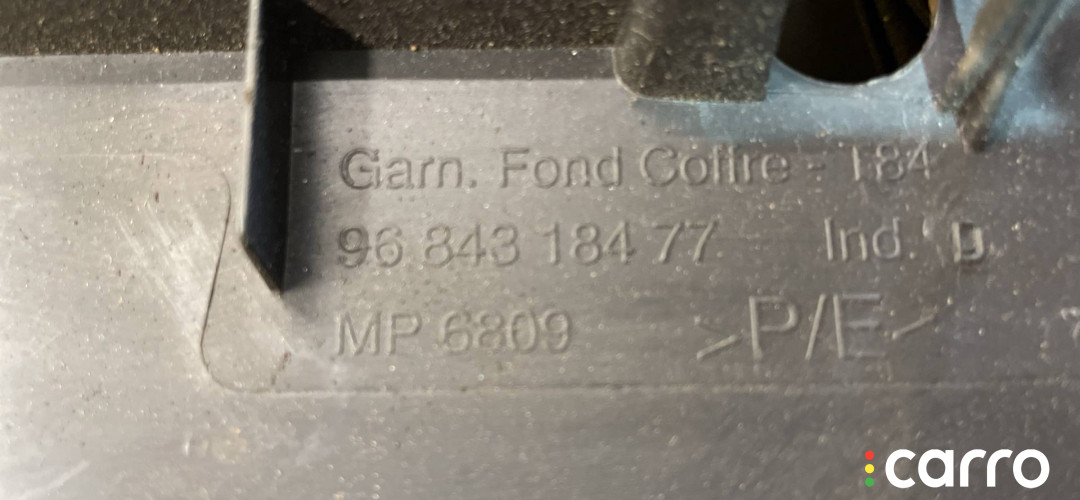 Garn. Fond Coffre - T84
96 843 184 77 Ind. D
MP 6809 >P/E<
carro